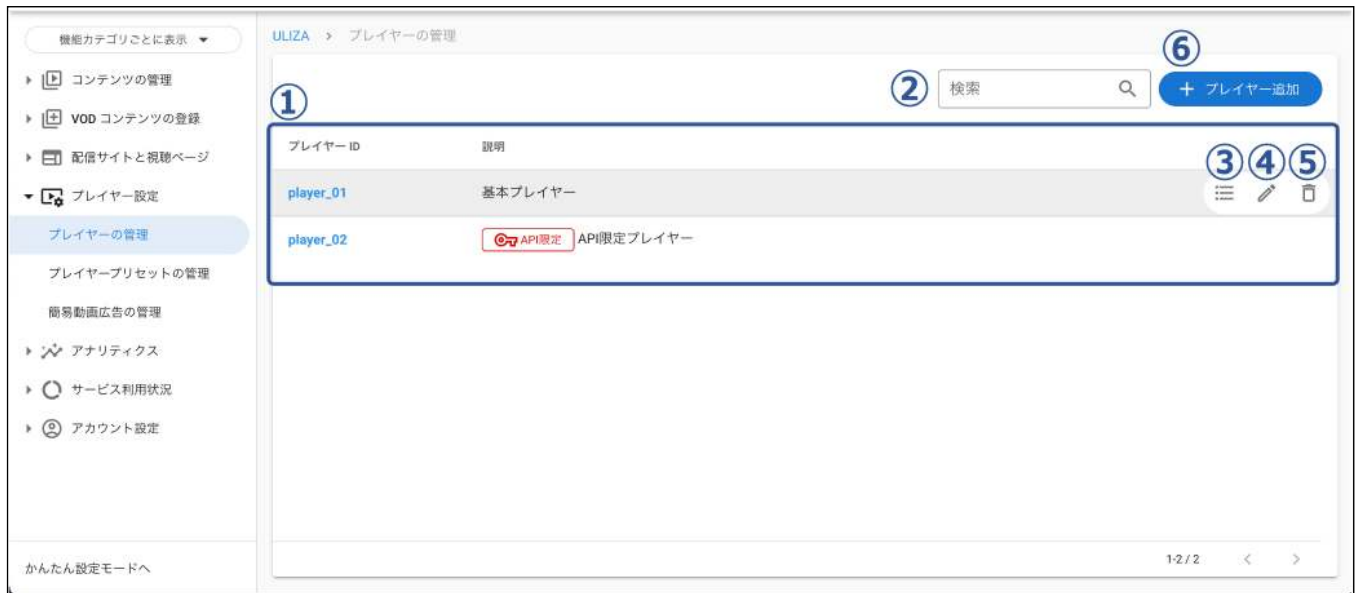 機能カテゴリごとに表示
コンテンツの管理
VOD コンテンツの登録
配信サイトと視聴ページ
プレイヤー設定
プレイヤーの管理
プレイヤープリセットの管理
簡易動画広告の管理
アナリティクス
サービス利用状況
アカウント設定
かんたん設定モードへ
ULIZA > プレイヤーの管理
⑥
② 検索 + プレイヤー追加
①
プレイヤー ID 説明
③ ④ ⑤
player_01 基本プレイヤー
player_02 API限定 API限定プレイヤー
1-2 / 2 < >